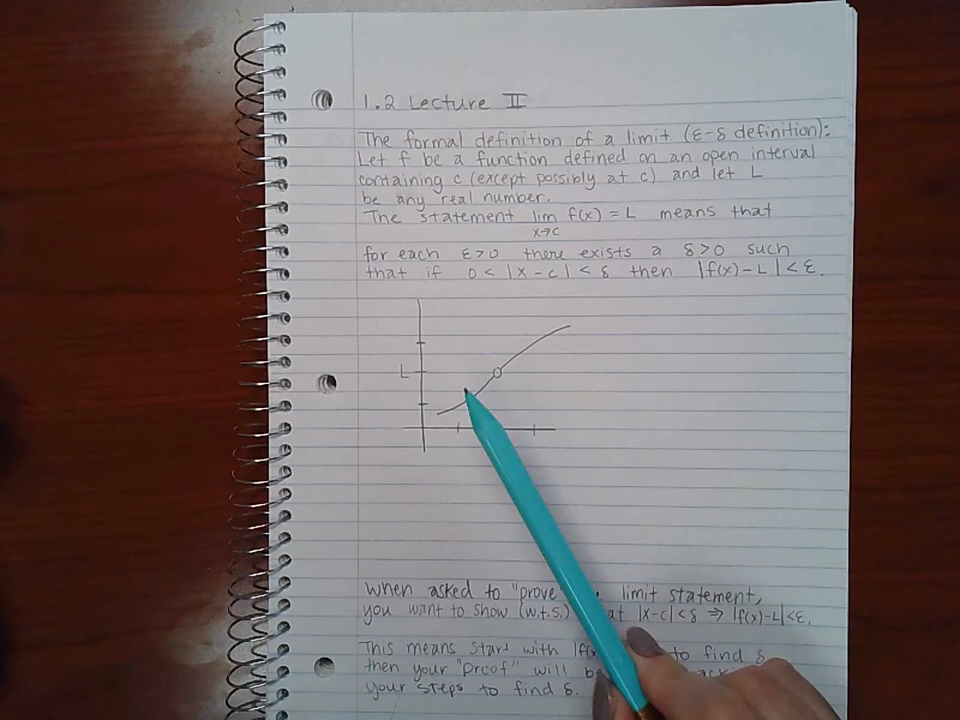 1.2 Lecture II
The formal definition of a limit (ε-δ definition):
Let f be a function defined on an open interval
containing c (except possibly at c) and let L
be any real number.
The statement lim f(x) = L means that
x→c
for each ε>0 there exists a δ>0 such
that if 0 < |x - c| < δ then |f(x) - L| < ε.
L
When asked to "prove limit statement,
you want to show (w.t.s.) |x-c| < δ ⇒ |f(x)-L| < ε.
This means start with to find δ
then your "proof" will
your steps to find δ.